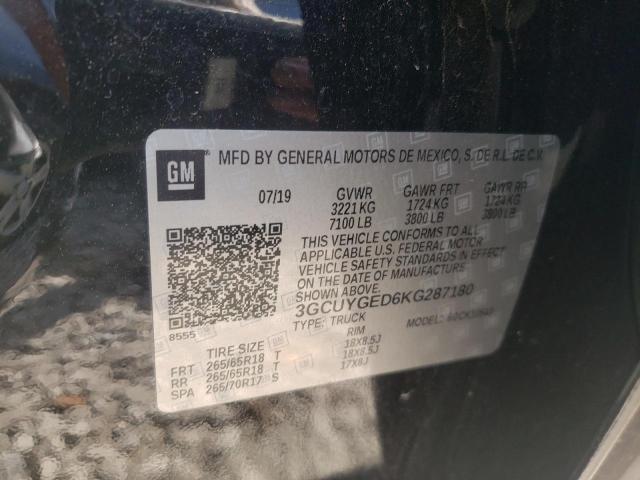 GM
MFD BY GENERAL MOTORS DE MEXICO, S. DE R.L. DE C.V.
07/19 GVWR GAWR FRT GAWR RR
3221 KG 1724 KG 1724 KG
7100 LB 3800 LB 3800 LB
THIS VEHICLE CONFORMS TO ALL
APPLICABLE U.S. FEDERAL MOTOR
VEHICLE SAFETY STANDARDS IN EFFECT
ON THE DATE OF MANUFACTURE
SHOWN ABOVE.
3GCUYGED6KG287180
8555 TYPE: TRUCK MODEL:
TIRE SIZE RIM
FRT 265/65R18 T 18X8.5J
RR 265/65R18 T 18X8.5J
SPA 265/70R17 S 17X8J